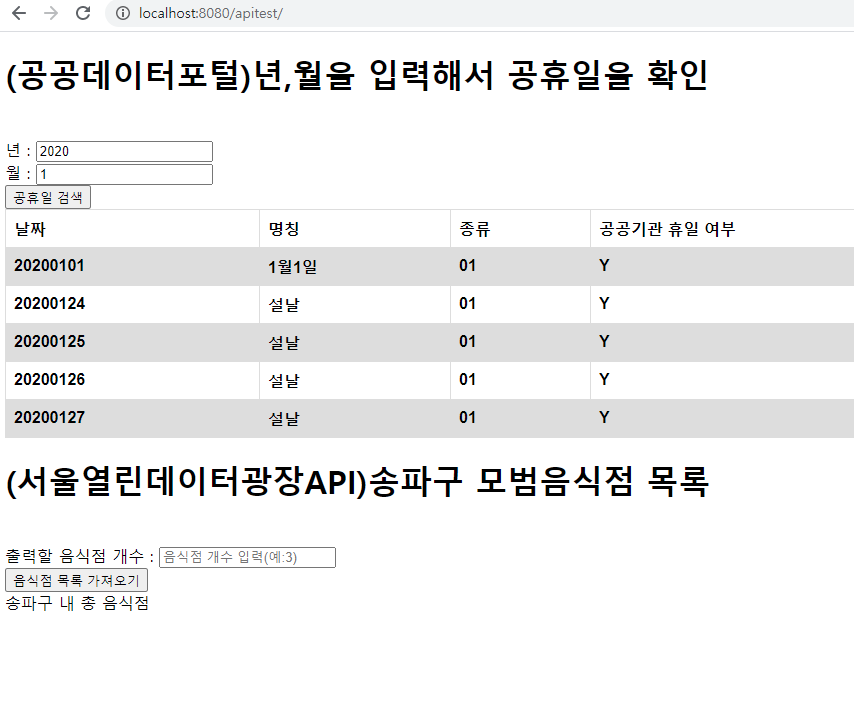 localhost:8080/apitest/
(공공데이터포털)년,월을 입력해서 공휴일을 확인
년 : 2020
월 : 1
공휴일 검색
날짜 명칭 종류 공공기관 휴일 여부
20200101 1월1일 01 Y
20200124 설날 01 Y
20200125 설날 01 Y
20200126 설날 01 Y
20200127 설날 01 Y
(서울열린데이터광장API)송파구 모범음식점 목록
출력할 음식점 개수 : 음식점 개수 입력(예:3)
음식점 목록 가져오기
송파구 내 총 음식점